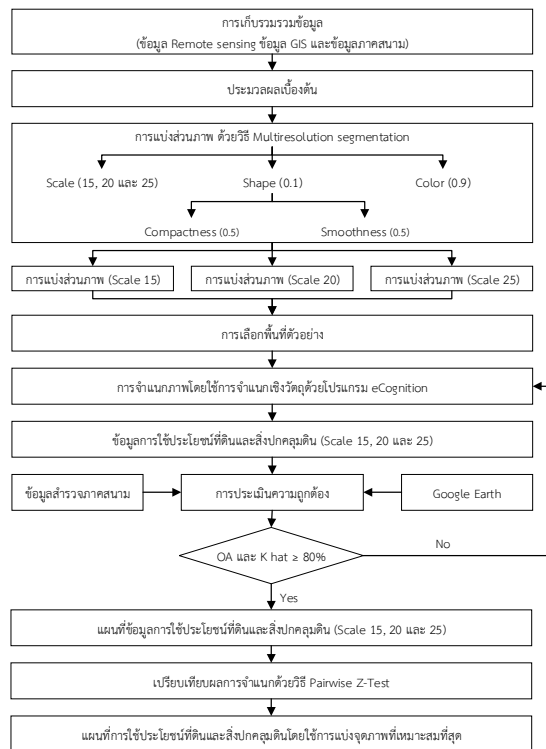 การเก็บรวมรวมข้อมูล
(ข้อมูล Remote sensing ข้อมูล GIS และข้อมูลภาคสนาม)
ประมวลผลเบื้องต้น
การแบ่งส่วนภาพ ด้วยวิธี Multiresolution segmentation
Scale (15, 20 และ 25)
Shape (0.1)
Color (0.9)
Compactness (0.5)
Smoothness (0.5)
การแบ่งส่วนภาพ (Scale 15)
การแบ่งส่วนภาพ (Scale 20)
การแบ่งส่วนภาพ (Scale 25)
การเลือกพื้นที่ตัวอย่าง
การจำแนกภาพโดยใช้การจำแนกเชิงวัตถุด้วยโปรแกรม eCognition
ข้อมูลการใช้ประโยชน์ที่ดินและสิ่งปกคลุมดิน (Scale 15, 20 และ 25)
ข้อมูลสำรวจภาคสนาม
การประเมินความถูกต้อง
Google Earth
OA และ K hat ≥ 80%
No
Yes
แผนที่ข้อมูลการใช้ประโยชน์ที่ดินและสิ่งปกคลุมดิน (Scale 15, 20 และ 25)
เปรียบเทียบผลการจำแนกด้วยวิธี Pairwise Z-Test
แผนที่การใช้ประโยชน์ที่ดินและสิ่งปกคลุมดินโดยใช้การแบ่งจุดภาพที่เหมาะสมที่สุด